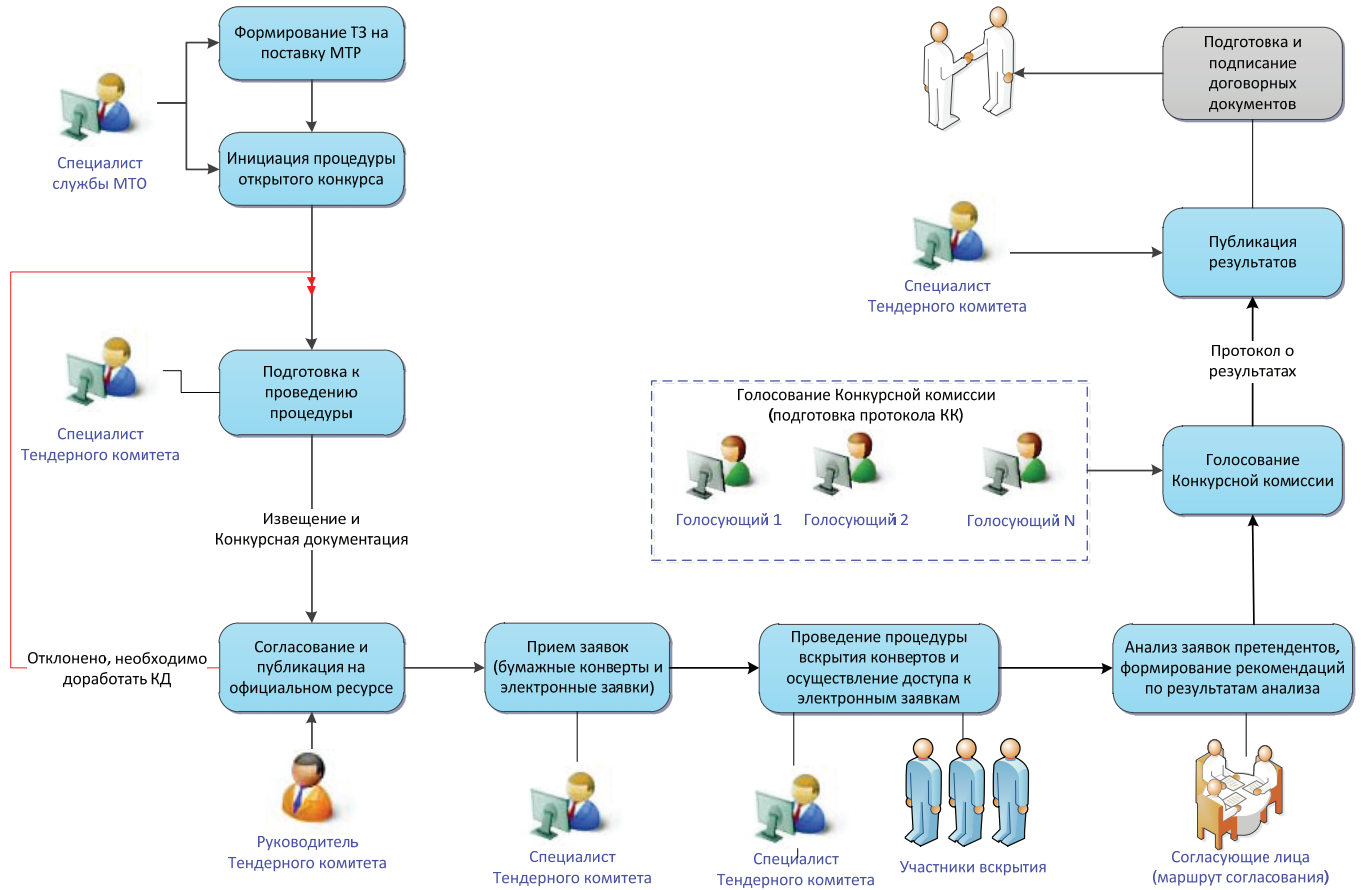 Формирование ТЗ на
поставку МТР
Специалист
службы МТО
Инициация процедуры
открытого конкурса
Подготовка к
проведению
процедуры
Специалист
Тендерного комитета
Извещение и
Конкурсная документация
Отклонено, необходимо
доработать КД
Согласование и
публикация на
официальном ресурсе
Руководитель
Тендерного комитета
Прием заявок
(бумажные конверты и
электронные заявки)
Специалист
Тендерного комитета
Проведение процедуры
вскрытия конвертов и
осуществление доступа к
электронным заявкам
Специалист
Тендерного комитета
Участники вскрытия
Анализ заявок претендентов,
формирование рекомендаций
по результатам анализа
Согласующие лица
(маршрут согласования)
Голосование Конкурсной комиссии
(подготовка протокола КК)
Голосующий 1
Голосующий 2
Голосующий N
Голосование
Конкурсной комиссии
Протокол о
результатах
Публикация
результатов
Специалист
Тендерного комитета
Подготовка и
подписание
договорных
документов